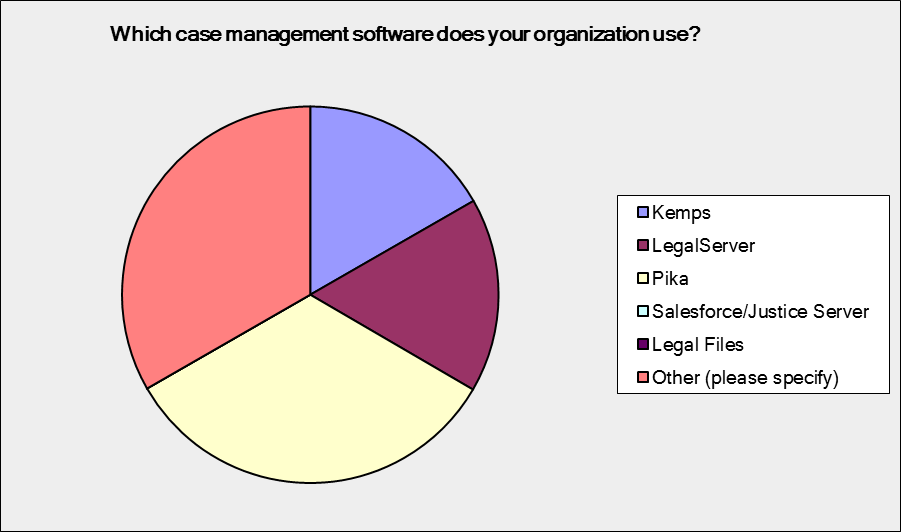 Which case management software does your organization use?
Kemps
LegalServer
Pika
Salesforce/Justice Server
Legal Files
Other (please specify)